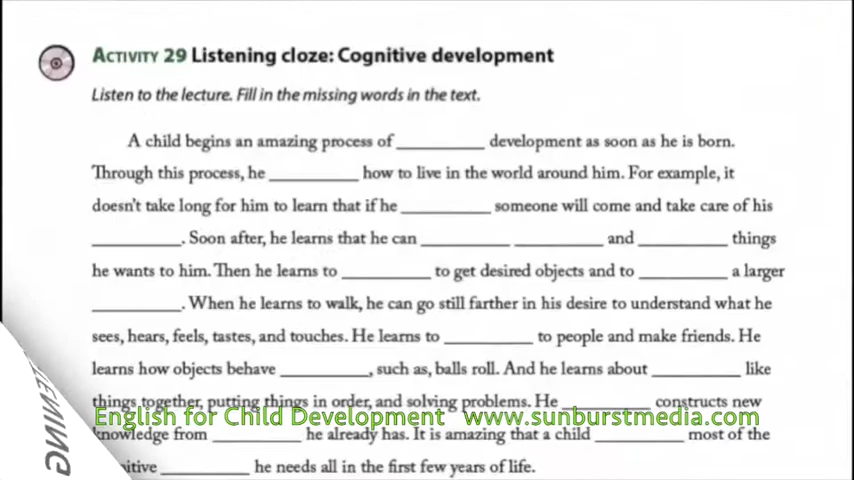 ACTIVITY 29 Listening cloze: Cognitive development
Listen to the lecture. Fill in the missing words in the text.
A child begins an amazing process of __________ development as soon as he is born.
Through this process, he __________ how to live in the world around him. For example, it
doesn't take long for him to learn that if he __________ someone will come and take care of his
__________. Soon after, he learns that he can __________ __________ and __________ things
he wants to him. Then he learns to __________ to get desired objects and to __________ a larger
__________. When he learns to walk, he can go still farther in his desire to understand what he
sees, hears, feels, tastes, and touches. He learns to __________ to people and make friends. He
learns how objects behave __________, such as, balls roll. And he learns about __________ like
things together, putting things in order, and solving problems. He __________ constructs new
English for Child Development www.sunburstmedia.com
knowledge from __________ he already has. It is amazing that a child __________ most of the
__________ he needs all in the first few years of life.